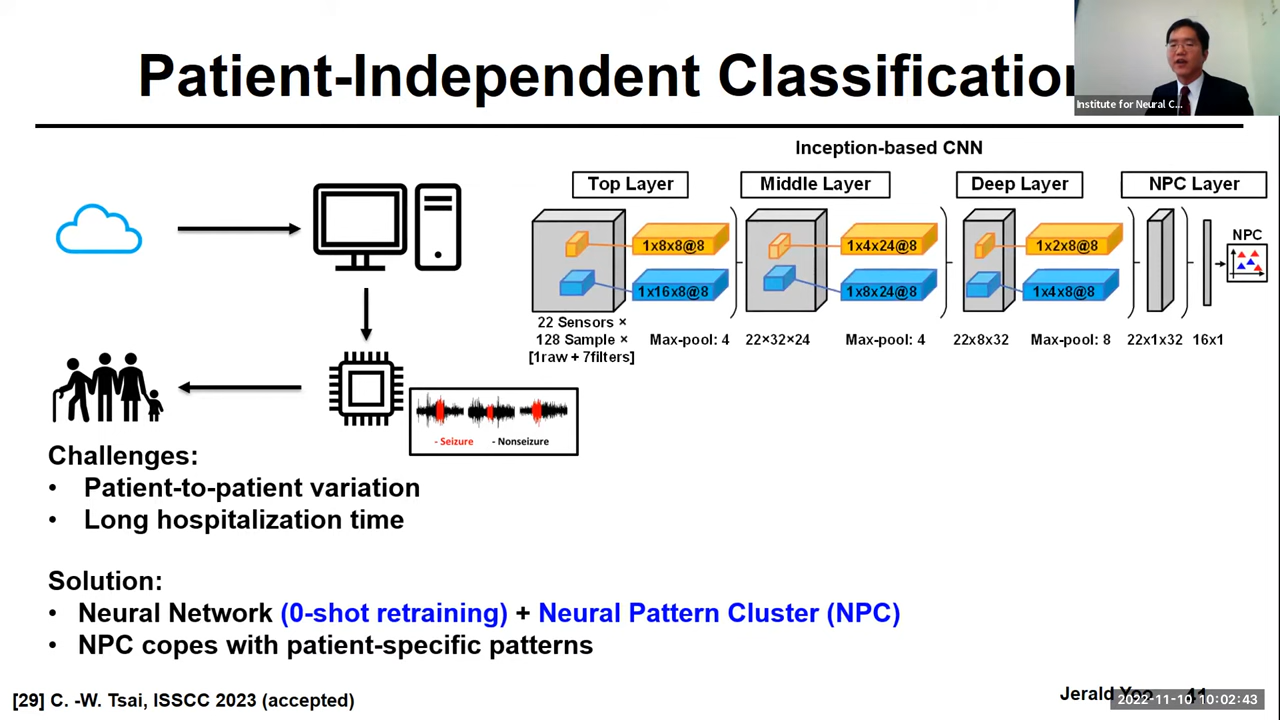 Patient-Independent Classification
Institute for Neural C...
Inception-based CNN
Top Layer
Middle Layer
Deep Layer
NPC Layer
1x8x8@8
1x4x24@8
1x2x8@8
NPC
1x16x8@8
1x8x24@8
1x4x8@8
22 Sensors ×
128 Sample ×
[1raw + 7filters]
Max-pool: 4
22×32×24
Max-pool: 4
22x8x32
Max-pool: 8
22x1x32
16x1
- Seizure - Nonseizure
Challenges:
• Patient-to-patient variation
• Long hospitalization time
Solution:
• Neural Network (0-shot retraining) + Neural Pattern Cluster (NPC)
• NPC copes with patient-specific patterns
[29] C. -W. Tsai, ISSCC 2023 (accepted)
Jerald Yoo 41
2022-11-10 10:02:43